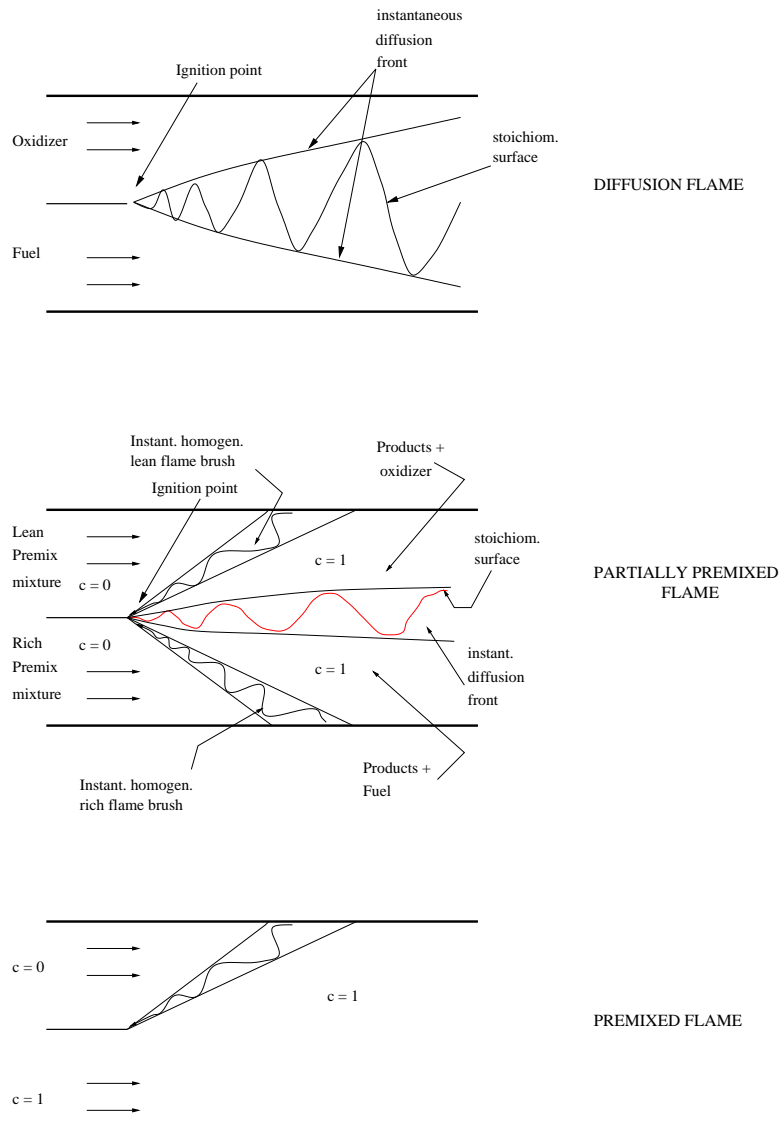 instantaneous
diffusion
front
Ignition point
Oxidizer
stoichiom.
surface
DIFFUSION FLAME
Fuel
Instant. homogen.
lean flame brush
Ignition point
Products +
oxidizer
Lean
Premix
mixture
c = 0
c = 1
stoichiom.
surface
PARTIALLY PREMIXED
FLAME
c = 0
Rich
Premix
mixture
c = 1
instant.
diffusion
front
Instant. homogen.
rich flame brush
Products +
Fuel
c = 0
c = 1
PREMIXED FLAME
c = 1